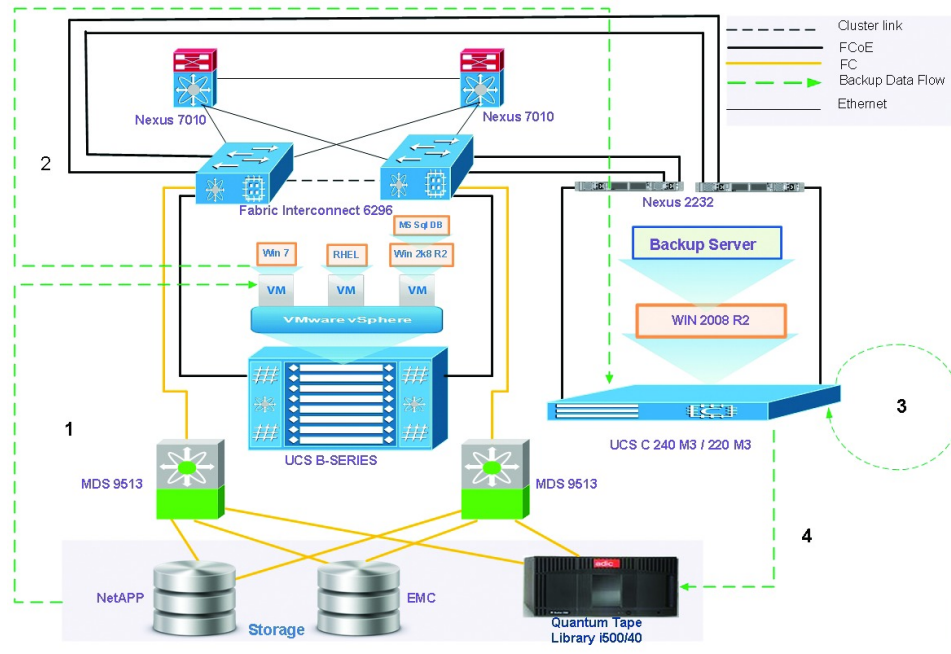 Cluster link
FCoE
FC
Backup Data Flow
Ethernet
Nexus 7010
Nexus 7010
2
Fabric Interconnect 6296
Nexus 2232
MS Sql DB
Win 7
RHEL
Win 2k8 R2
Backup Server
VM
VM
VM
VMware vSphere
WIN 2008 R2
3
1
UCS B-SERIES
UCS C 240 M3 / 220 M3
MDS 9513
MDS 9513
4
NetAPP
EMC
edic
Storage
Quantum Tape
Library i500/40